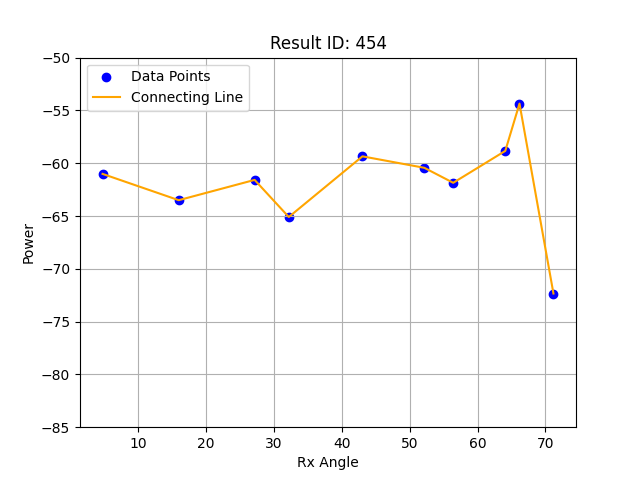 Result ID: 454
Data Points
Connecting Line
−50
−55
−60
−65
−70
−75
−80
−85
Power
10 20 30 40 50 60 70
Rx Angle